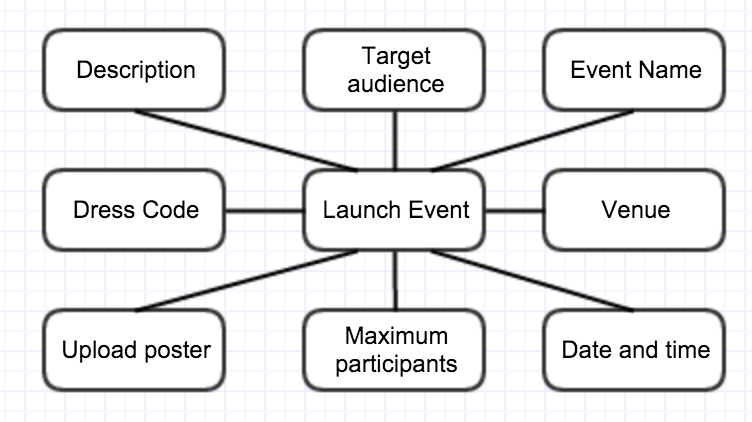 Description
Target
audience
Event Name
Dress Code
Launch Event
Venue
Upload poster
Maximum
participants
Date and time